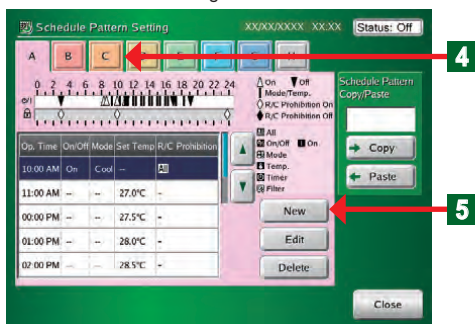 Schedule Pattern Setting XX/XX/XXXX XX:XX Status: Off
A B C
4
0 2 4 6 8 10 12 14 16 18 20 22 24
On Off
Mode/Temp.
R/C Prohibition On
R/C Prohibition Off
All
On/Off On
Mode
Temp.
Timer
Filter
Schedule Pattern
Copy/Paste
Copy
Paste
Op. Time On/Off Mode Set Temp R/C Prohibition
10:00 AM On Cool -- All
11:00 AM -- -- 27.0°C --
00:00 PM -- -- 27.5°C --
01:00 PM -- -- 28.0°C --
02:00 PM -- -- 28.5°C --
New
5
Edit
Delete
Close